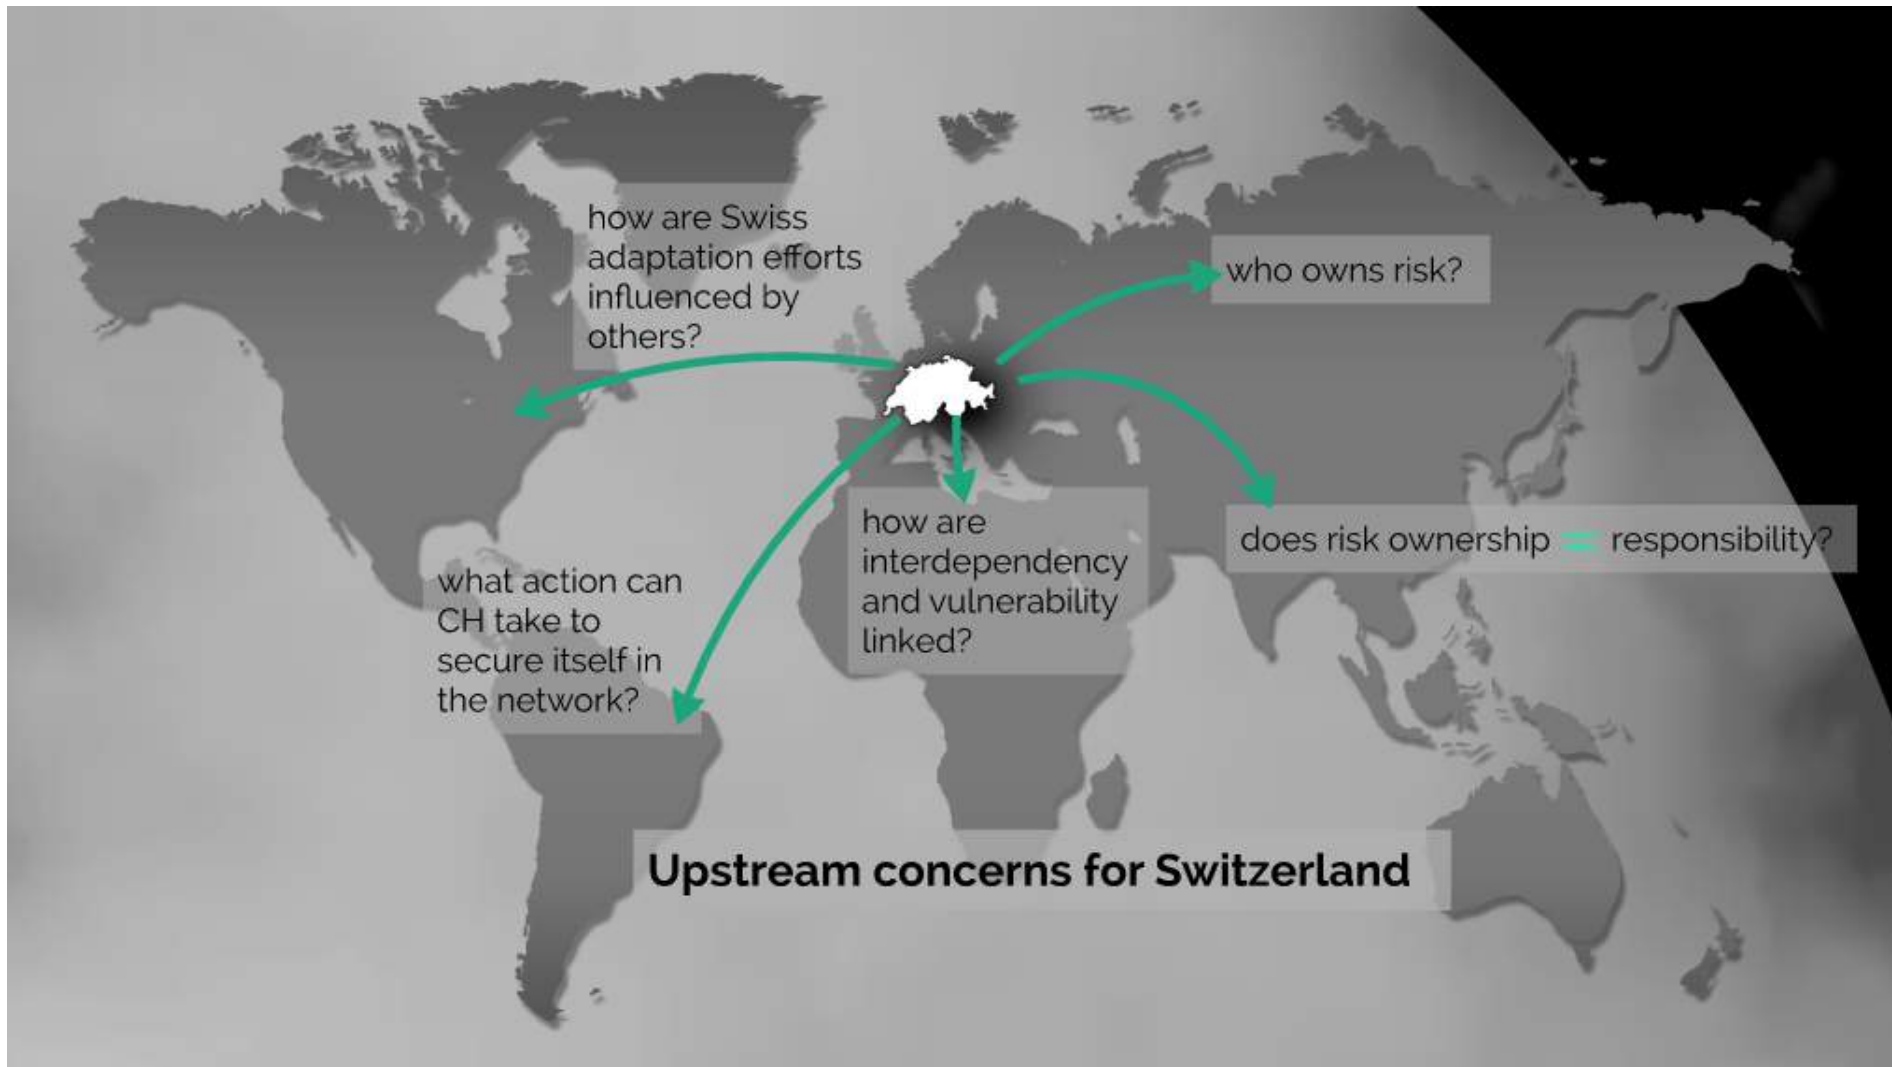 how are Swiss
adaptation efforts
influenced by
others?
who owns risk?
does risk ownership = responsibility?
how are
interdependency
and vulnerability
linked?
what action can
CH take to
secure itself in
the network?
Upstream concerns for Switzerland